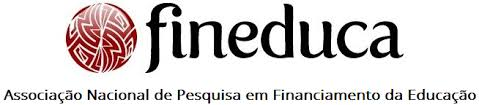 fineduca
Associação Nacional de Pesquisa em Financiamento da Educação